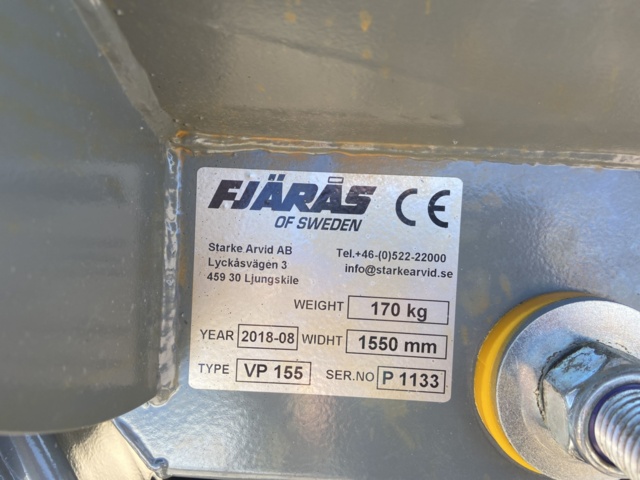 FJÄRÅS CE
OF SWEDEN
Starke Arvid AB Tel.+46-(0)522-22000
Lyckåsvägen 3 info@starkearvid.se
459 30 Ljungskile
WEIGHT 170 kg
YEAR 2018-08 WIDHT 1550 mm
TYPE VP 155 SER.NO P 1133